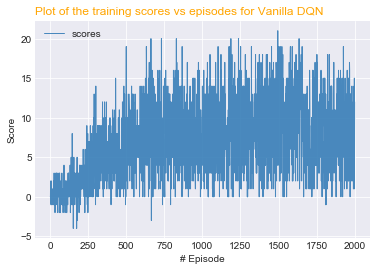 Plot of the training scores vs episodes for Vanilla DQN
scores
Score
20
15
10
5
0
−5
0 250 500 750 1000 1250 1500 1750 2000
# Episode